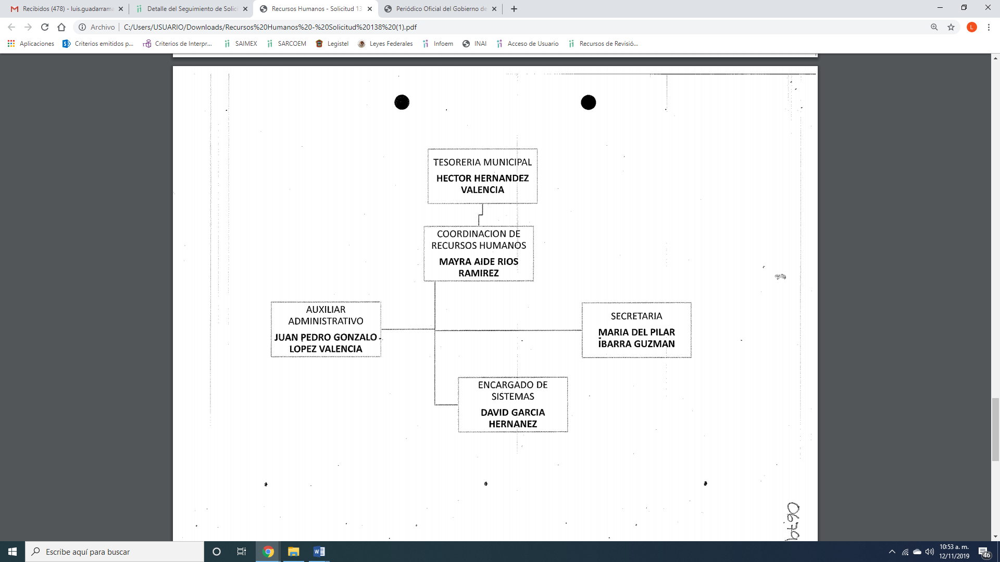 Recibidos (478) - luis.guadarrama
Detalle del Seguimiento de Solici
Recursos Humanos - Solicitud 13
Periódico Oficial del Gobierno de
Archivo
C:/Users/USUARIO/Downloads/Recursos%20Humanos%20-%20Solicitud%20138%20(1).pdf
L
Aplicaciones
Criterios emitidos p...
Criterios de Interpr...
SAIMEX
SARCOEM
Legistel
Leyes Federales
Infoem
INAI
Acceso de Usuario
Recursos de Revisió...
TESORERIA MUNICIPAL
HECTOR HERNANDEZ
VALENCIA
COORDINACION DE
RECURSOS HUMANOS
MAYRA AIDE RIOS
RAMIREZ
AUXILIAR
ADMINISTRATIVO
JUAN PEDRO GONZALO
LOPEZ VALENCIA
SECRETARIA
MARIA DEL PILAR
IBARRA GUZMAN
ENCARGADO DE
SISTEMAS
DAVID GARCIA
HERNANEZ
Escribe aquí para buscar
10:53 a. m.
12/11/2019
46